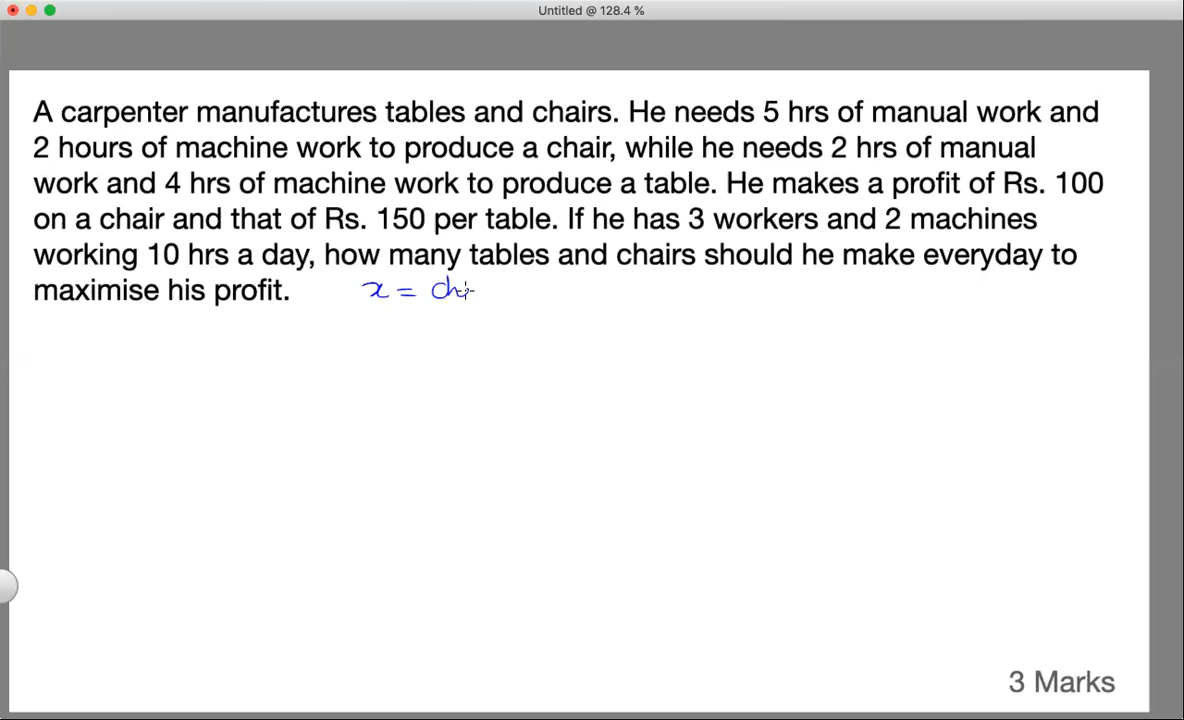 Untitled @ 128.4 %
A carpenter manufactures tables and chairs. He needs 5 hrs of manual work and
2 hours of machine work to produce a chair, while he needs 2 hrs of manual
work and 4 hrs of machine work to produce a table. He makes a profit of Rs. 100
on a chair and that of Rs. 150 per table. If he has 3 workers and 2 machines
working 10 hrs a day, how many tables and chairs should he make everyday to
maximise his profit. x =
3 Marks